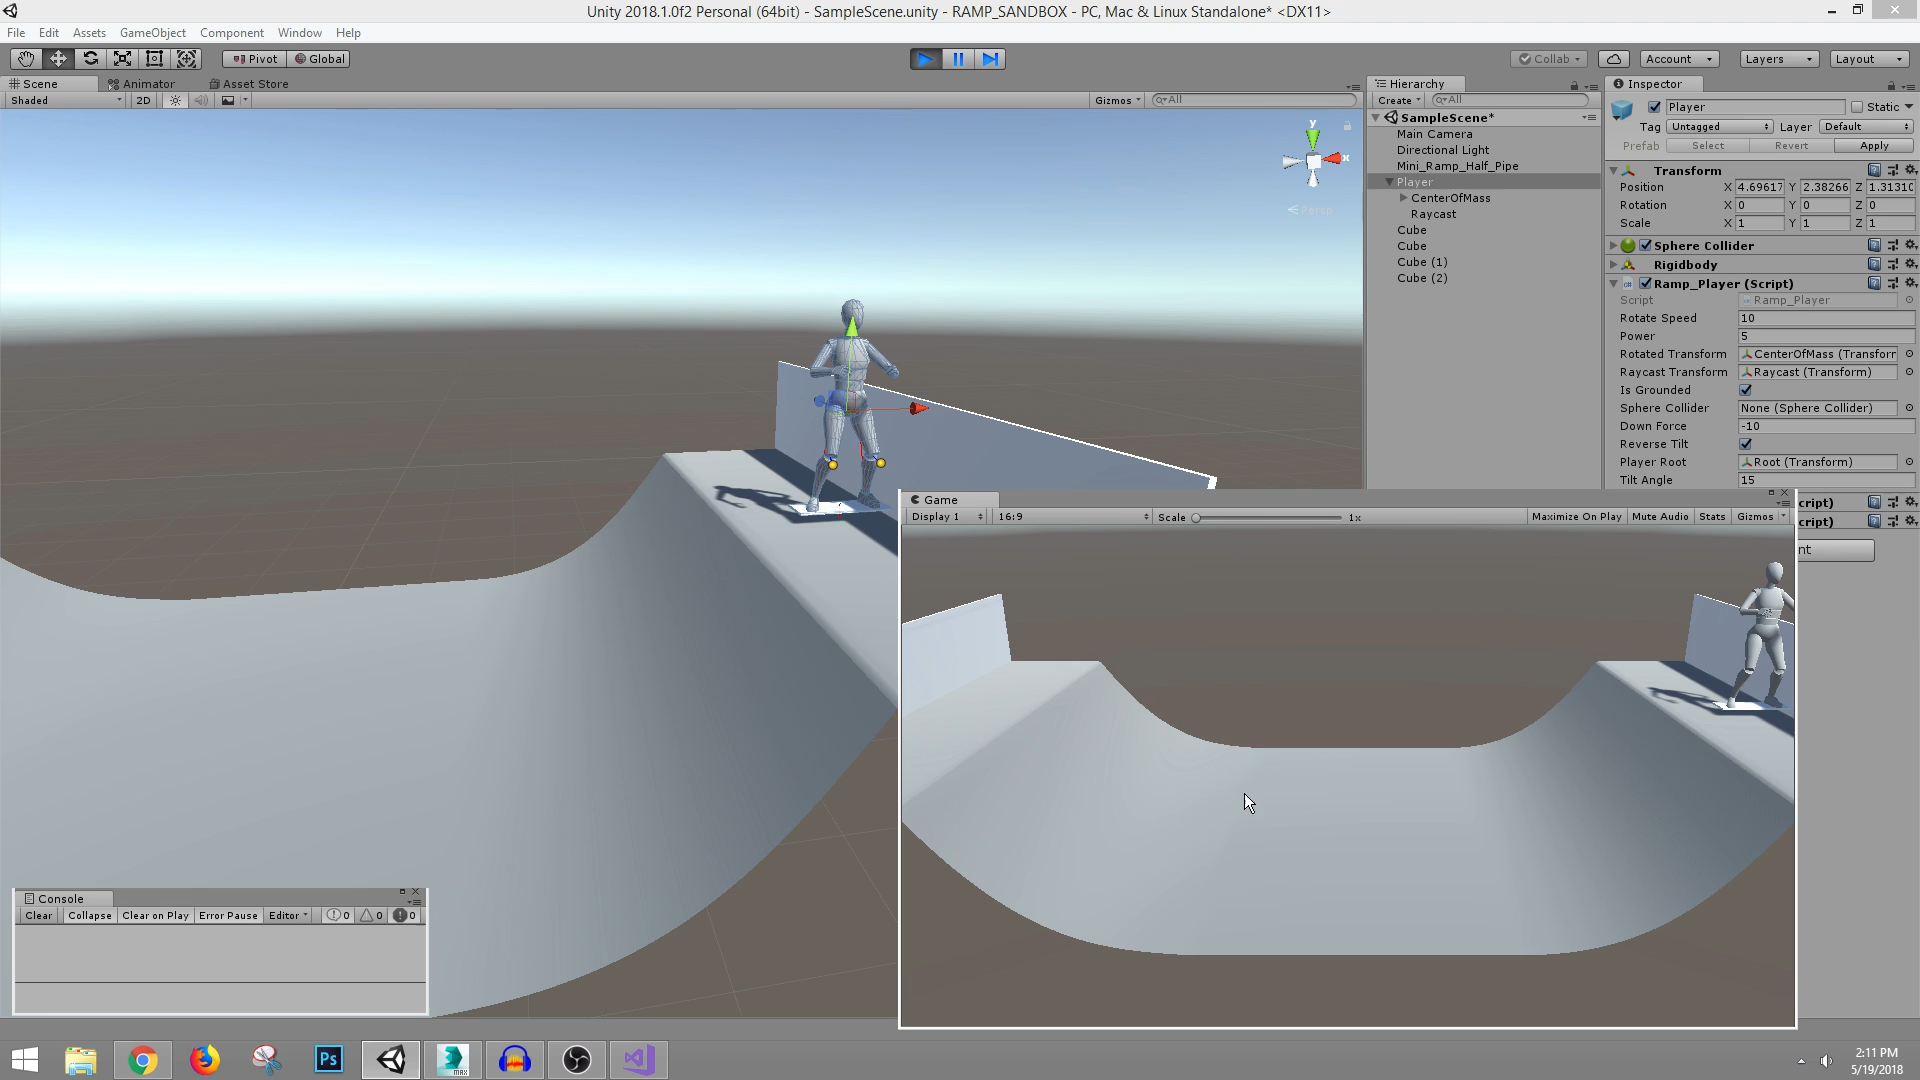 Unity 2018.1.0f2 Personal (64bit) - SampleScene.unity - RAMP_SANDBOX - PC, Mac & Linux Standalone* <DX11>
File Edit Assets GameObject Component Window Help
Pivot Global Collab Account Layers Layout
Scene Animator Asset Store
Shaded 2D Gizmos All
y
x
Persp
Hierarchy
Create All
SampleScene*
Main Camera
Directional Light
Mini_Ramp_Half_Pipe
Player
CenterOfMass
Raycast
Cube
Cube
Cube (1)
Cube (2)
Inspector
Player Static
Tag Untagged Layer Default
Prefab Select Revert Apply
Transform
Position X 4.69617 Y 2.38266 Z 1.3131
Rotation X 0 Y 0 Z 0
Scale X 1 Y 1 Z 1
Sphere Collider
Rigidbody
Ramp_Player (Script)
Script Ramp_Player
Rotate Speed 10
Power 5
Rotated Transform CenterOfMass (Transform
Raycast Transform Raycast (Transform)
Is Grounded
Sphere Collider None (Sphere Collider)
Down Force -10
Reverse Tilt
Player Root Root (Transform)
Tilt Angle 15
cript)
cript)
nt
Game
Display 1 16:9 Scale 1x Maximize On Play Mute Audio Stats Gizmos
Console
Clear Collapse Clear on Play Error Pause Editor 0 0 0
Ps
MAX
2:11 PM
5/19/2018